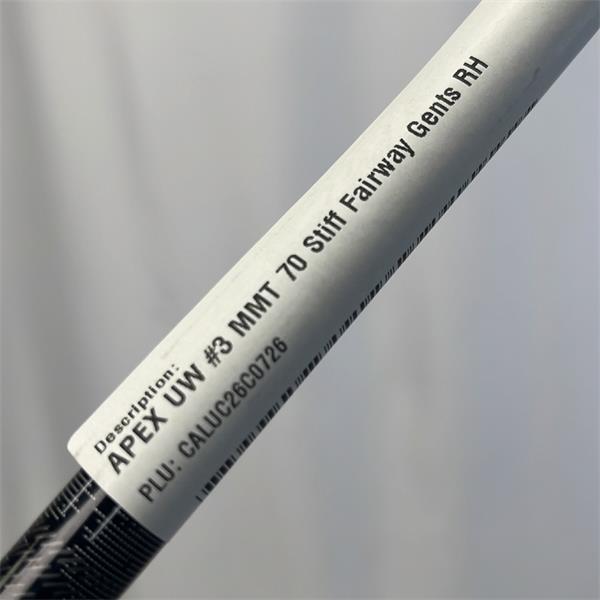 Description:
APEX UW #3 MMT 70 Stiff Fairway Gents RH
PLU: CALUC26C0726